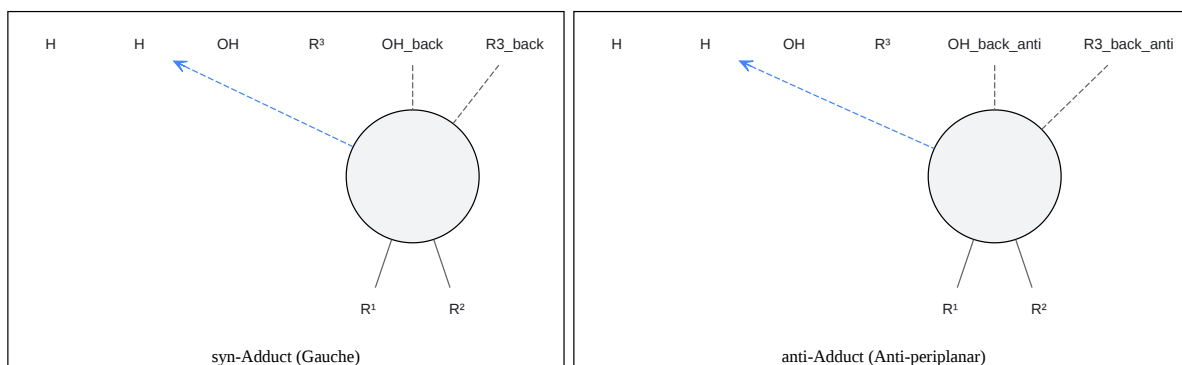 H H OH R³ OH_back R3_back
R¹ R²
syn-Adduct (Gauche)
H H OH R³ OH_back_anti R3_back_anti
R¹ R²
anti-Adduct (Anti-periplanar)